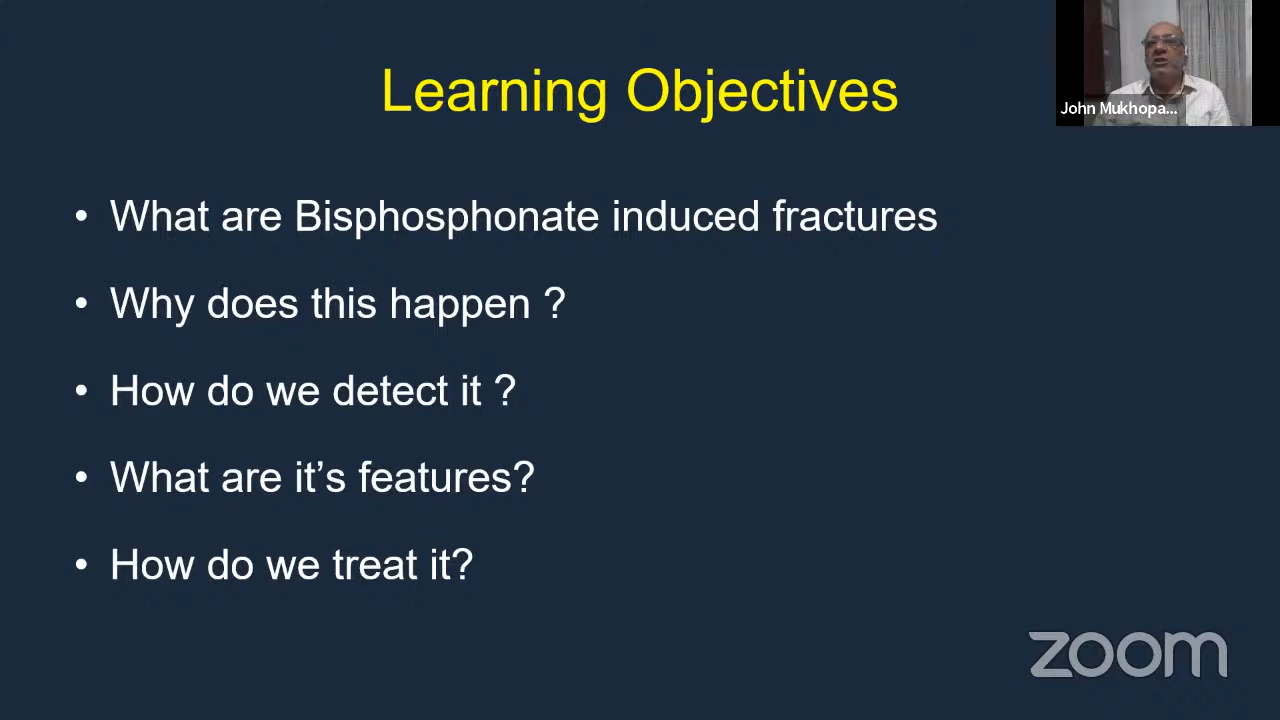 Learning Objectives
John Mukhopa...
• What are Bisphosphonate induced fractures
• Why does this happen ?
• How do we detect it ?
• What are it’s features?
• How do we treat it?
zoom